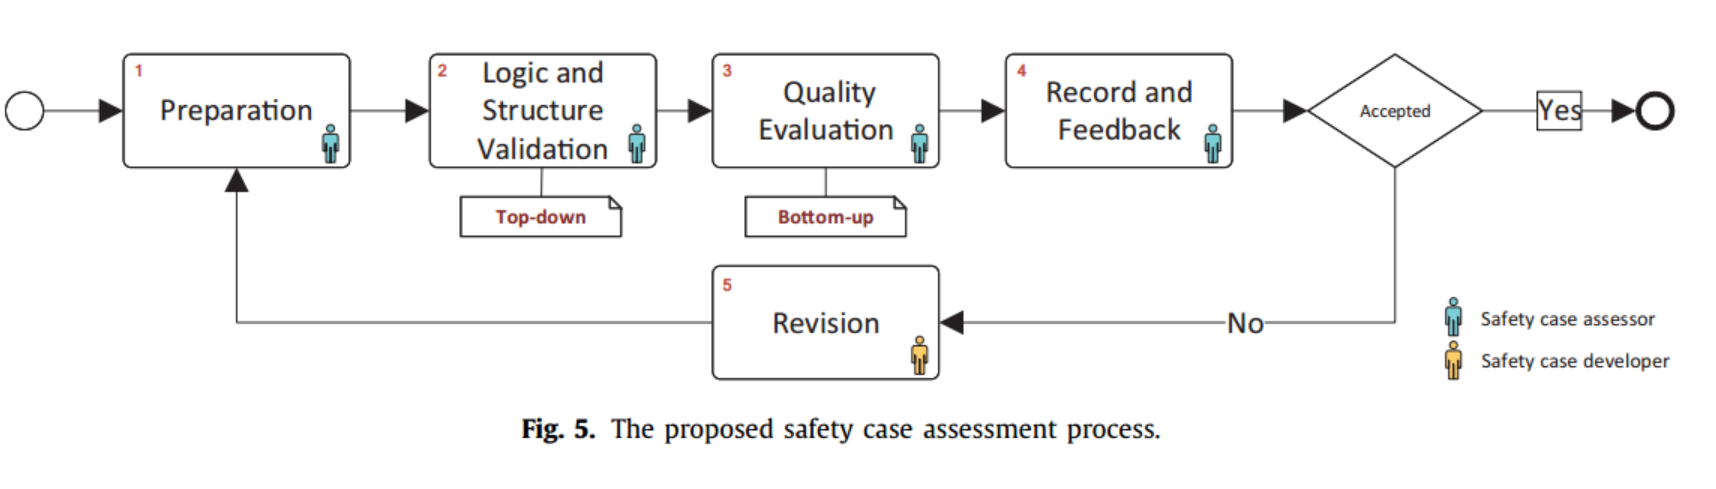 1
Preparation
2
Logic and
Structure
Validation
Top-down
3
Quality
Evaluation
Bottom-up
4
Record and
Feedback
Accepted
Yes
No
5
Revision
Safety case assessor
Safety case developer
Fig. 5. The proposed safety case assessment process.